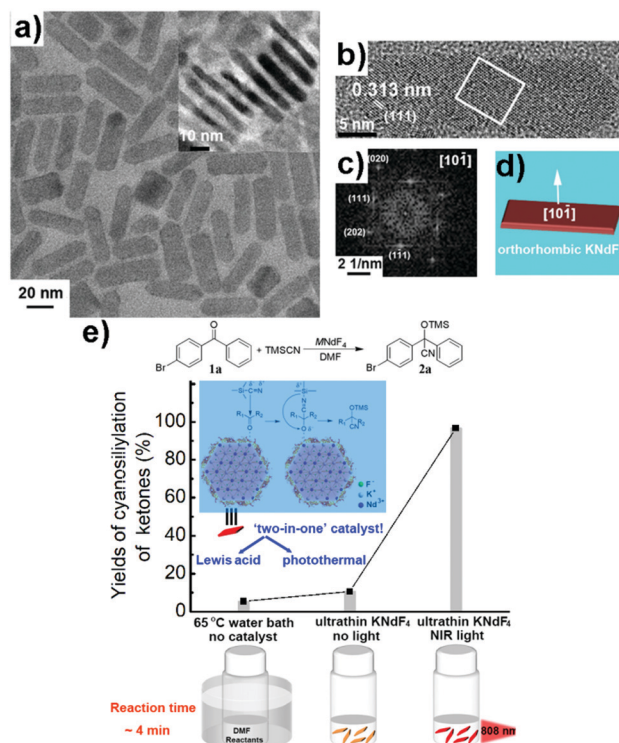 a)
10 nm
20 nm
b)
0.313 nm
(111)
5 nm
c)
[101̄]
(020)
(111)
(202)
(11̄1)
2 1/nm
d)
[101̄]
orthorhombic KNdF
e)
O
Br
1a
+ TMSCN
MNdF₄
DMF
OTMS
CN
Br
2a
Yields of cyanosiliylation
of ketones (%)
100
80
60
40
20
0
F⁻
K⁺
Nd³⁺
'two-in-one' catalyst!
Lewis acid
photothermal
65 °C water bath
no catalyst
ultrathin KNdF₄
no light
ultrathin KNdF₄
NIR light
Reaction time
~ 4 min
DMF
Reactants
808 nm